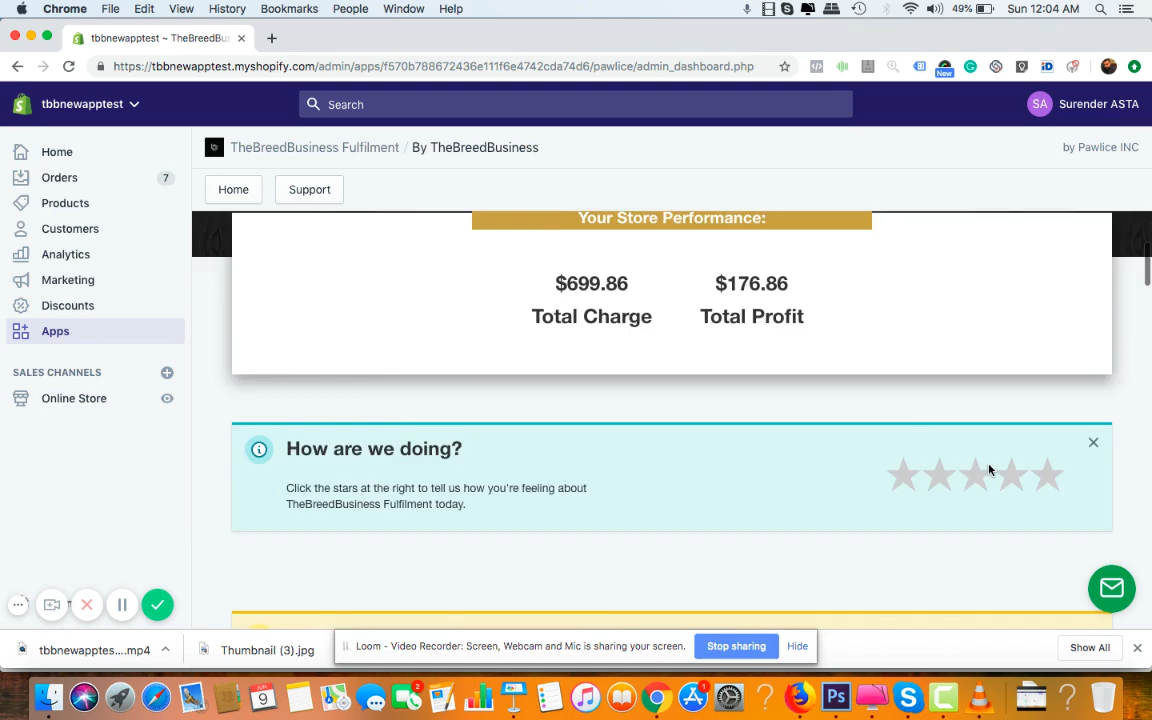 Chrome File Edit View History Bookmarks People Window Help
49% Sun 12:04 AM
tbbnewapptest ~ TheBreedBus
https://tbbnewapptest.myshopify.com/admin/apps/f570b788672436e111f6e4742cda74d6/pawlice/admin_dashboard.php
New
tbbnewapptest
Search
SA Surender ASTA
TheBreedBusiness Fulfilment / By TheBreedBusiness
by Pawlice INC
Home Support
Home
Orders 7
Products
Customers
Analytics
Marketing
Discounts
Apps
SALES CHANNELS
Online Store
Your Store Performance:
$699.86 $176.86
Total Charge Total Profit
How are we doing?
Click the stars at the right to tell us how you're feeling about
TheBreedBusiness Fulfilment today.
tbbnewapptes....mp4
Thumbnail (3).jpg
Loom - Video Recorder: Screen, Webcam and Mic is sharing your screen. Stop sharing Hide
Show All
JUN
9
2
1
Ps